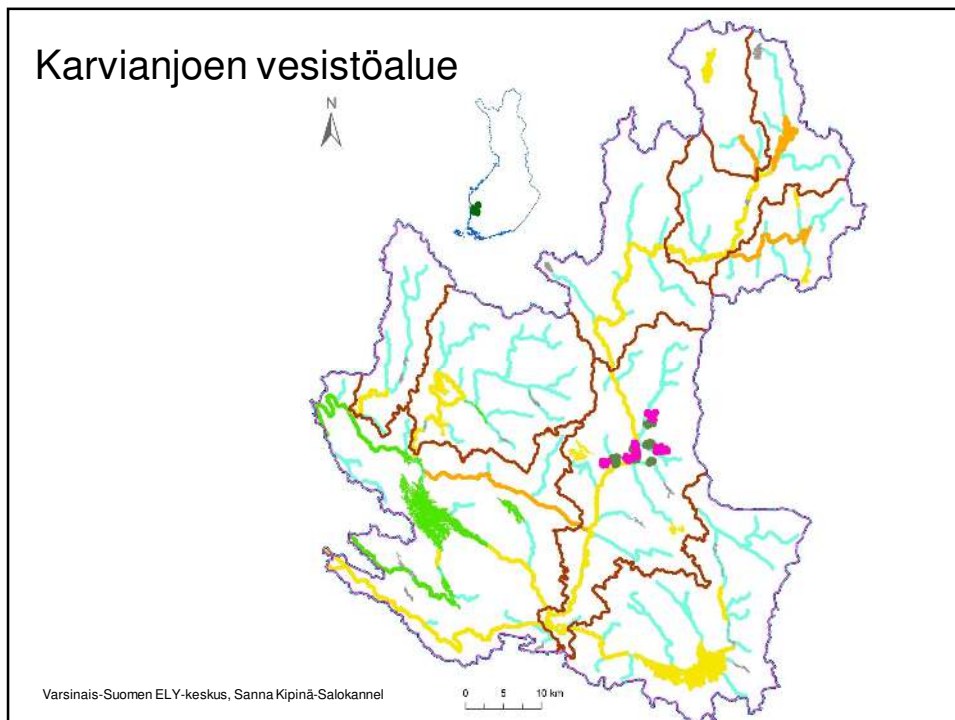 Karvianjoen vesistöalue
N
Varsinais-Suomen ELY-keskus, Sanna Kipinä-Salokannel
0 5 10 km